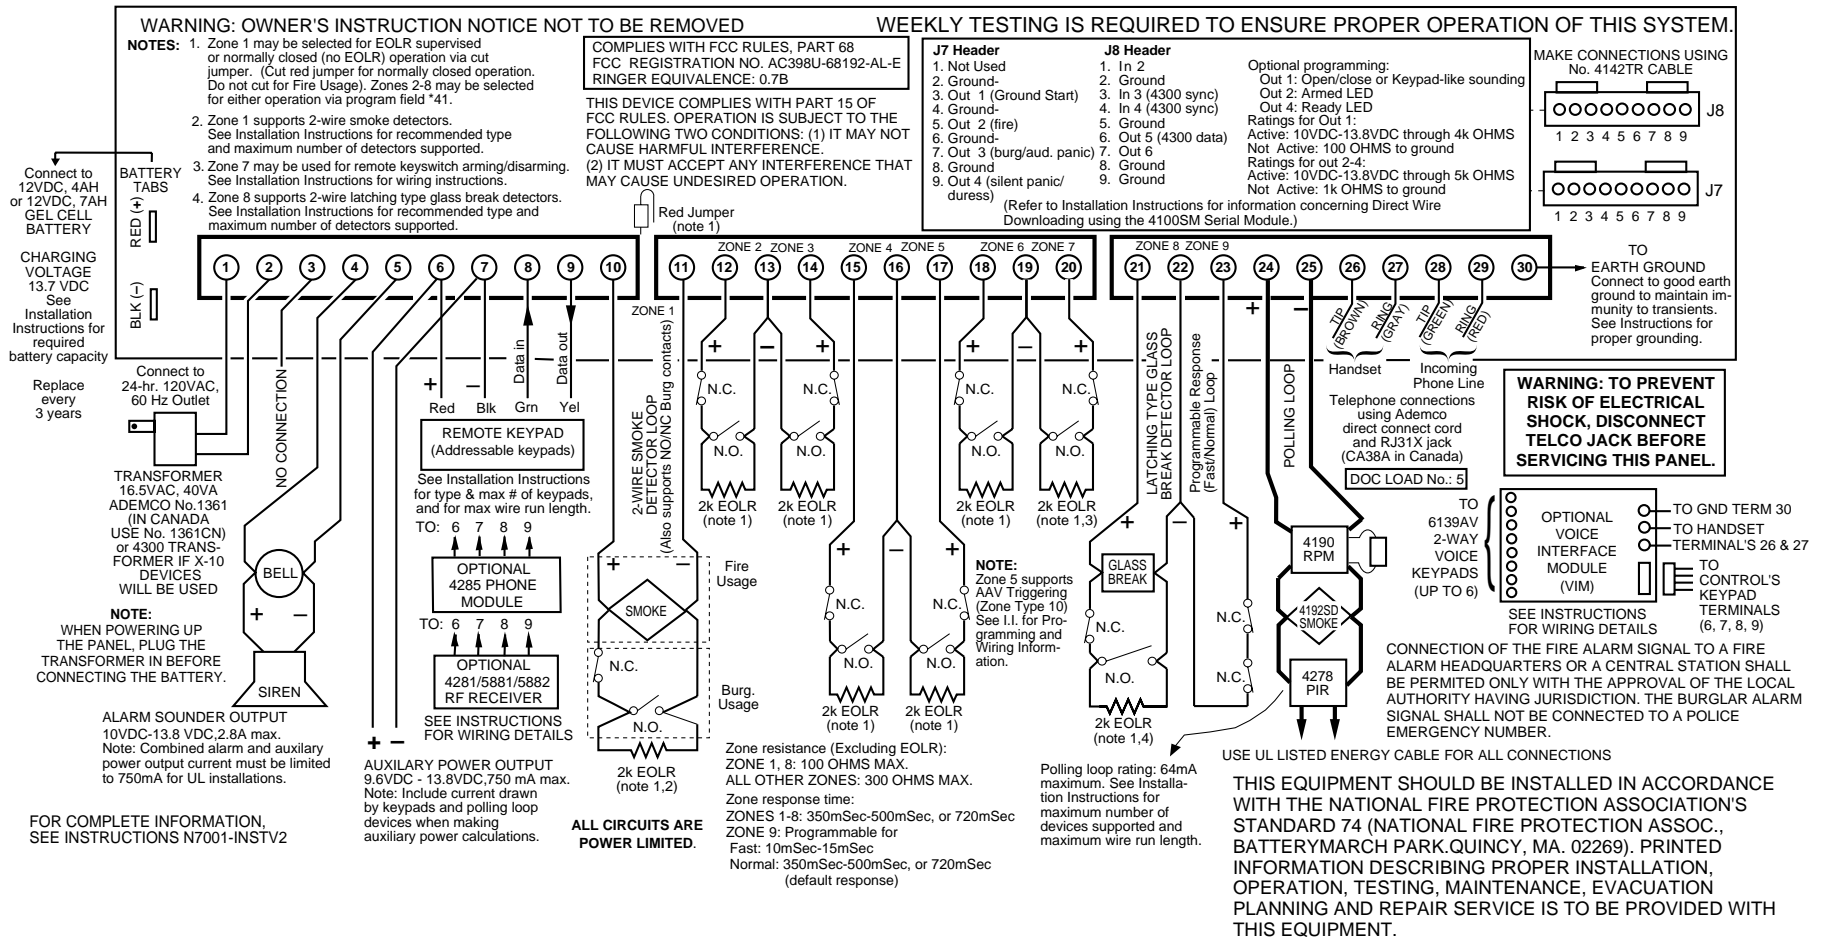 WARNING: OWNER'S INSTRUCTION NOTICE NOT TO BE REMOVED
WEEKLY TESTING IS REQUIRED TO ENSURE PROPER OPERATION OF THIS SYSTEM.
NOTES: 1. Zone 1 may be selected for EOLR supervised
or normally closed (no EOLR) operation via cut
jumper. (Cut red jumper for normally closed operation.
Do not cut for Fire Usage). Zones 2-8 may be selected
for either operation via program field *41.
2. Zone 1 supports 2-wire smoke detectors.
See Installation Instructions for recommended type
and maximum number of detectors supported.
3. Zone 7 may be used for remote keyswitch arming/disarming.
See Installation Instructions for wiring instructions.
4. Zone 8 supports 2-wire latching type glass break detectors.
See Installation Instructions for recommended type and
maximum number of detectors supported.
COMPLIES WITH FCC RULES, PART 68
FCC REGISTRATION NO. AC398U-68192-AL-E
RINGER EQUIVALENCE: 0.7B
THIS DEVICE COMPLIES WITH PART 15 OF
FCC RULES. OPERATION IS SUBJECT TO THE
FOLLOWING TWO CONDITIONS: (1) IT MAY NOT
CAUSE HARMFUL INTERFERENCE.
(2) IT MUST ACCEPT ANY INTERFERENCE THAT
MAY CAUSE UNDESIRED OPERATION.
Red Jumper
(note 1)
J7 Header
1. Not Used
2. Ground-
3. Out 1 (Ground Start)
4. Ground-
5. Out 2 (fire)
6. Ground-
7. Out 3 (burg/aud. panic)
8. Ground
9. Out 4 (silent panic/
duress)
J8 Header
1. In 2
2. Ground
3. In 3 (4300 sync)
4. In 4 (4300 sync)
5. Ground
6. Out 5 (4300 data)
7. Out 6
8. Ground
9. Ground
Optional programming:
Out 1: Open/close or Keypad-like sounding
Out 2: Armed LED
Out 4: Ready LED
Ratings for Out 1:
Active: 10VDC-13.8VDC through 4k OHMS
Not Active: 100 OHMS to ground
Ratings for out 2-4:
Active: 10VDC-13.8VDC through 5k OHMS
Not Active: 1k OHMS to ground
(Refer to Installation Instructions for information concerning Direct Wire
Downloading using the 4100SM Serial Module.)
MAKE CONNECTIONS USING
No. 4142TR CABLE
J8
1 2 3 4 5 6 7 8 9
J7
1 2 3 4 5 6 7 8 9
Connect to
12VDC, 4AH
or 12VDC, 7AH
GEL CELL
BATTERY
BATTERY
TABS
RED (+)
BLK (–)
CHARGING
VOLTAGE
13.7 VDC
See
Installation
Instructions for
required
battery capacity
Replace
every
3 years
ZONE 2 ZONE 3 ZONE 4 ZONE 5 ZONE 6 ZONE 7 ZONE 8 ZONE 9
1 2 3 4 5 6 7 8 9 10 11 12 13 14 15 16 17 18 19 20 21 22 23 24 25 26 27 28 29 30
ZONE 1
TO
EARTH GROUND
Connect to good earth
ground to maintain im-
munity to transients.
See Instructions for
proper grounding.
Connect to
24-hr. 120VAC,
60 Hz Outlet
TRANSFORMER
16.5VAC, 40VA
ADEMCO No.1361
(IN CANADA
USE No. 1361CN)
or 4300 TRANS-
FORMER IF X-10
DEVICES
WILL BE USED
NOTE:
WHEN POWERING UP
THE PANEL, PLUG THE
TRANSFORMER IN BEFORE
CONNECTING THE BATTERY.
NO CONNECTION
BELL
+ –
SIREN
ALARM SOUNDER OUTPUT
10VDC-13.8 VDC,2.8A max.
Note: Combined alarm and auxilary
power output current must be limited
to 750mA for UL installations.
FOR COMPLETE INFORMATION,
SEE INSTRUCTIONS N7001-INSTV2
+ –
AUXILARY POWER OUTPUT
9.6VDC - 13.8VDC,750 mA max.
Note: Include current drawn
by keypads and polling loop
devices when making
auxiliary power calculations.
+ – Data in Data out
Red Blk Grn Yel
REMOTE KEYPAD
(Addressable keypads)
See Installation Instructions
for type & max # of keypads,
and for max wire run length.
TO: 6 7 8 9
OPTIONAL
4285 PHONE
MODULE
TO: 6 7 8 9
OPTIONAL
4281/5881/5882
RF RECEIVER
SEE INSTRUCTIONS
FOR WIRING DETAILS
2-WIRE SMOKE
DETECTOR LOOP
(Also supports NO/NC Burg contacts)
+ –
SMOKE
Fire
Usage
N.C.
Burg.
Usage
N.O.
2k EOLR
(note 1,2)
ALL CIRCUITS ARE
POWER LIMITED.
+ – +
N.C. N.C.
N.O. N.O.
2k EOLR
(note 1)
2k EOLR
(note 1)
+ – +
N.C. N.C.
N.O. N.O.
2k EOLR
(note 1)
2k EOLR
(note 1)
+ – +
N.C. N.C.
N.O. N.O.
2k EOLR
(note 1)
2k EOLR
(note 1,3)
NOTE:
Zone 5 supports
AAV Triggering
(Zone Type 10)
See I.I. for Pro-
gramming and
Wiring Inform-
ation.
Zone resistance (Excluding EOLR):
ZONE 1, 8: 100 OHMS MAX.
ALL OTHER ZONES: 300 OHMS MAX.
Zone response time:
ZONES 1-8: 350mSec-500mSec, or 720mSec
ZONE 9: Programmable for
Fast: 10mSec-15mSec
Normal: 350mSec-500mSec, or 720mSec
(default response)
LATCHING TYPE GLASS
BREAK DETECTOR LOOP
Programmable Response
(Fast/Normal) Loop
+ – +
GLASS
BREAK
N.C.
N.O.
N.C.
2k EOLR
(note 1,4)
Polling loop rating: 64mA
maximum. See Installa-
tion Instructions for
maximum number of
devices supported and
maximum wire run length.
+ –
POLLING LOOP
4190
RPM
4192SD
SMOKE
4278
PIR
USE UL LISTED ENERGY CABLE FOR ALL CONNECTIONS
TIP
(BROWN)
RING
(GRAY)
TIP
(GREEN)
RING
(RED)
Handset
Incoming
Phone Line
Telephone connections
using Ademco
direct connect cord
and RJ31X jack
(CA38A in Canada)
DOC LOAD No.: 5
WARNING: TO PREVENT
RISK OF ELECTRICAL
SHOCK, DISCONNECT
TELCO JACK BEFORE
SERVICING THIS PANEL.
TO
6139AV
2-WAY
VOICE
KEYPADS
(UP TO 6)
OPTIONAL
VOICE
INTERFACE
MODULE
(VIM)
TO GND TERM 30
TO HANDSET
TERMINAL'S 26 & 27
TO
CONTROL'S
KEYPAD
TERMINALS
(6, 7, 8, 9)
SEE INSTRUCTIONS
FOR WIRING DETAILS
CONNECTION OF THE FIRE ALARM SIGNAL TO A FIRE
ALARM HEADQUARTERS OR A CENTRAL STATION SHALL
BE PERMITED ONLY WITH THE APPROVAL OF THE LOCAL
AUTHORITY HAVING JURISDICTION. THE BURGLAR ALARM
SIGNAL SHALL NOT BE CONNECTED TO A POLICE
EMERGENCY NUMBER.
THIS EQUIPMENT SHOULD BE INSTALLED IN ACCORDANCE
WITH THE NATIONAL FIRE PROTECTION ASSOCIATION'S
STANDARD 74 (NATIONAL FIRE PROTECTION ASSOC.,
BATTERYMARCH PARK.QUINCY, MA. 02269). PRINTED
INFORMATION DESCRIBING PROPER INSTALLATION,
OPERATION, TESTING, MAINTENANCE, EVACUATION
PLANNING AND REPAIR SERVICE IS TO BE PROVIDED WITH
THIS EQUIPMENT.